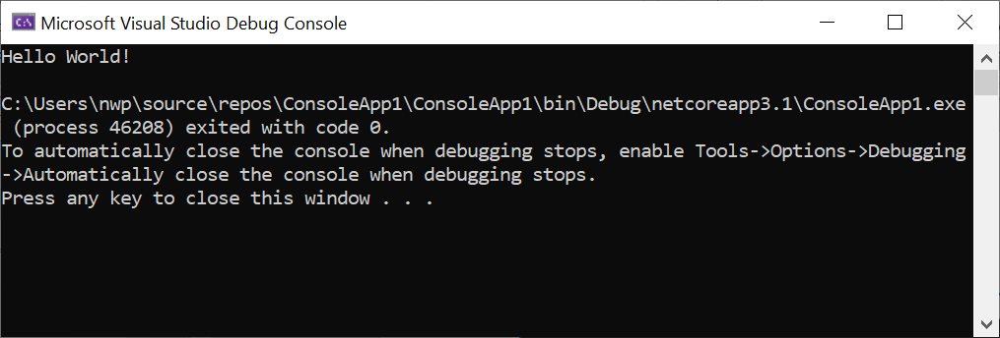 C:\ Microsoft Visual Studio Debug Console
Hello World!
C:\Users\nwp\source\repos\ConsoleApp1\ConsoleApp1\bin\Debug\netcoreapp3.1\ConsoleApp1.exe
(process 46208) exited with code 0.
To automatically close the console when debugging stops, enable Tools->Options->Debugging
->Automatically close the console when debugging stops.
Press any key to close this window . . .